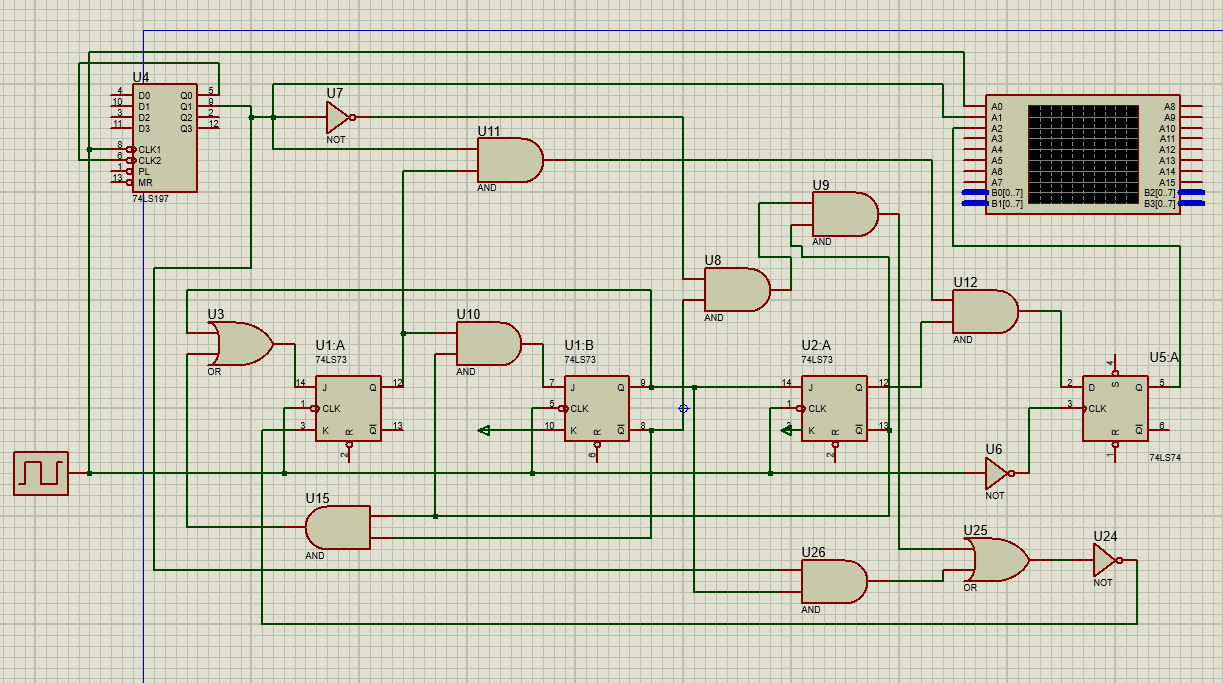 U4
4 D0 Q0 5
10 D1 Q1 9
3 D2 Q2 2
11 D3 Q3 12
8 CLK1
6 CLK2
1 PL
13 MR
74LS197
U7
NOT
U11
AND
U9
AND
U8
AND
A0 A8
A1 A9
A2 A10
A3 A11
A4 A12
A5 A13
A6 A14
A7 A15
B0[0..7] B2[0..7]
B1[0..7] B3[0..7]
U12
AND
U3
OR
U1:A
74LS73
14 J Q 12
1 CLK
3 K Q 13
R
2
U10
AND
U1:B
74LS73
7 J Q 9
5 CLK
10 K Q 8
R
6
U2:A
74LS73
14 J Q 12
1 CLK
3 K Q 13
R
2
U5:A
4
S
2 D Q 5
3 CLK
Q 6
R
1
74LS74
U6
NOT
U15
AND
U26
AND
U25
OR
U24
NOT